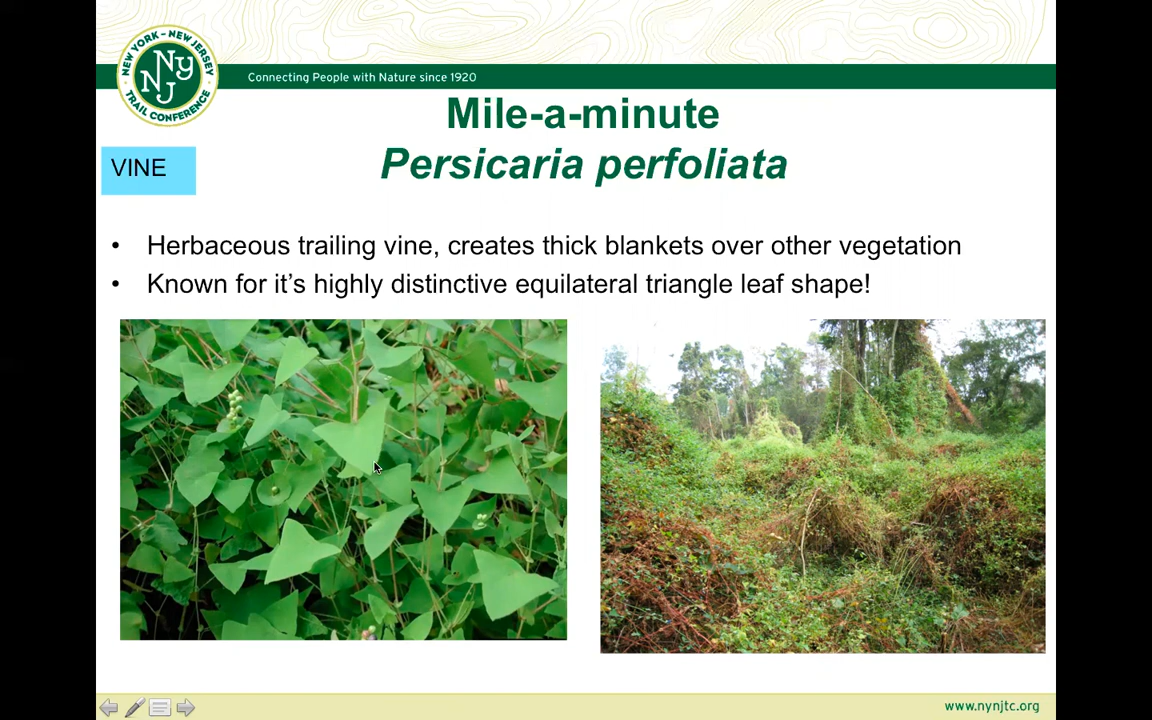 NEW YORK - NEW JERSEY
NY
NJ
TRAIL CONFERENCE
Connecting People with Nature since 1920
Mile-a-minute
Persicaria perfoliata
VINE
• Herbaceous trailing vine, creates thick blankets over other vegetation
• Known for it’s highly distinctive equilateral triangle leaf shape!
www.nynjtc.org